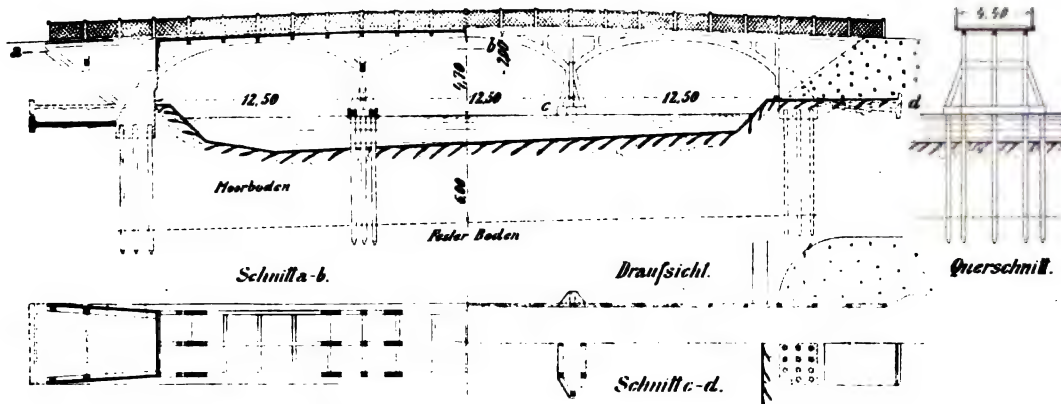 a
b
2,00
4,70
12,50
12,50
c
12,50
d
4,50
Moorboden
6,00
Fester Boden
Schnitt a-b.
Draufsicht.
Querschnitt.
Schnitt c-d.